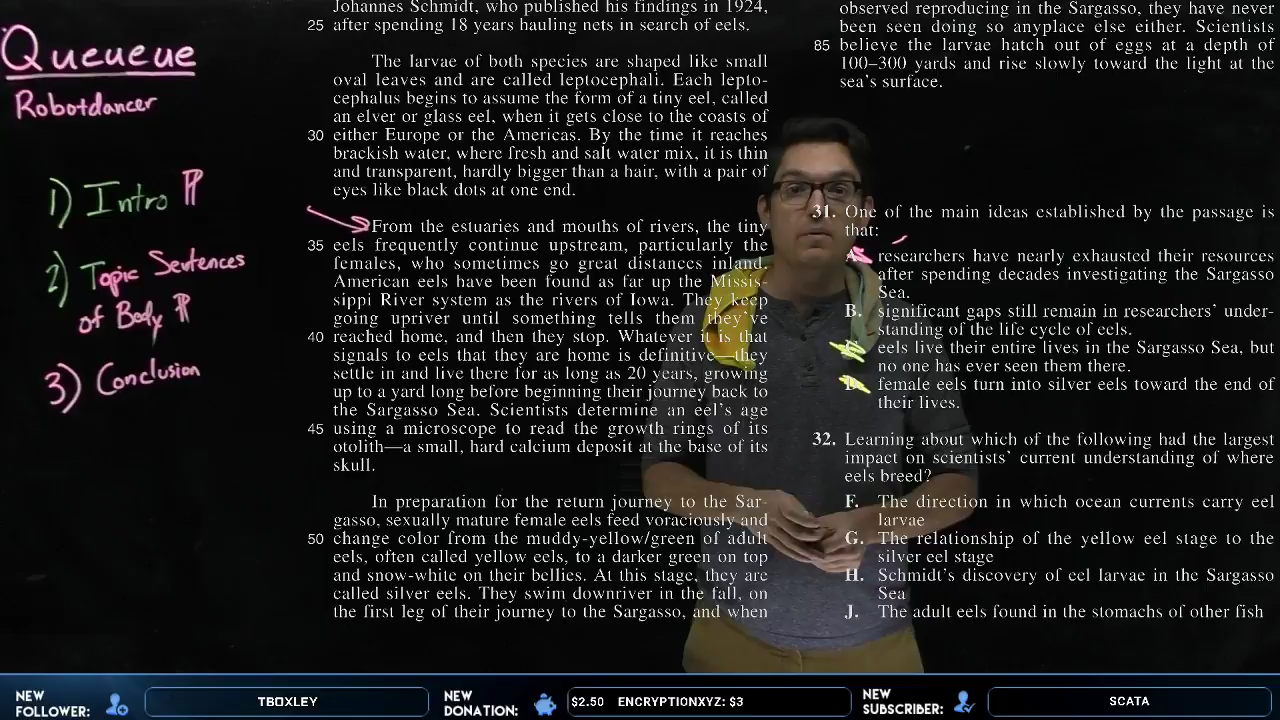 Queueue
Robotdancer
1) Intro ¶
2) Topic Sentences
of Body ¶
3) Conclusion
Johannes Schmidt, who published his findings in 1924,
25 after spending 18 years hauling nets in search of eels.
The larvae of both species are shaped like small
oval leaves and are called leptocephali. Each lepto-
cephalus begins to assume the form of a tiny eel, called
an elver or glass eel, when it gets close to the coasts of
30 either Europe or the Americas. By the time it reaches
brackish water, where fresh and salt water mix, it is thin
and transparent, hardly bigger than a hair, with a pair of
eyes like black dots at one end.
From the estuaries and mouths of rivers, the tiny
35 eels frequently continue upstream, particularly the
females, who sometimes go great distances inland.
American eels have been found as far up the Missis-
sippi River system as the rivers of Iowa. They keep
going upriver until something tells them they've
40 reached home, and then they stop. Whatever it is that
signals to eels that they are home is definitive—they
settle in and live there for as long as 20 years, growing
up to a yard long before beginning their journey back to
the Sargasso Sea. Scientists determine an eel's age
45 using a microscope to read the growth rings of its
otolith—a small, hard calcium deposit at the base of its
skull.
In preparation for the return journey to the Sar-
gasso, sexually mature female eels feed voraciously and
50 change color from the muddy-yellow/green of adult
eels, often called yellow eels, to a darker green on top
and snow-white on their bellies. At this stage, they are
called silver eels. They swim downriver in the fall, on
the first leg of their journey to the Sargasso, and when
observed reproducing in the Sargasso, they have never
been seen doing so anyplace else either. Scientists
85 believe the larvae hatch out of eggs at a depth of
100–300 yards and rise slowly toward the light at the
sea's surface.
31. One of the main ideas established by the passage is
that:
researchers have nearly exhausted their resources
after spending decades investigating the Sargasso
Sea.
B. significant gaps still remain in researchers' under-
standing of the life cycle of eels.
eels live their entire lives in the Sargasso Sea, but
no one has ever seen them there.
D. female eels turn into silver eels toward the end of
their lives.
32. Learning about which of the following had the largest
impact on scientists' current understanding of where
eels breed?
F. The direction in which ocean currents carry eel
larvae
G. The relationship of the yellow eel stage to the
silver eel stage
H. Schmidt's discovery of eel larvae in the Sargasso
Sea
J. The adult eels found in the stomachs of other fish
NEW FOLLOWER: TBOXLEY
NEW DONATION: $2.50 ENCRYPTIONXYZ: $3
NEW SUBSCRIBER: SCATA